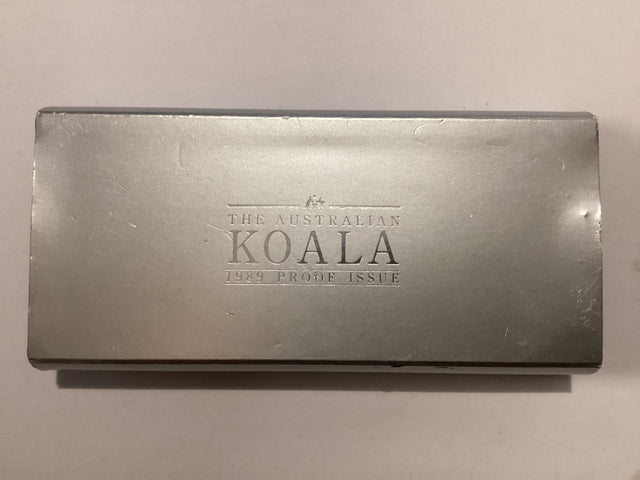 THE AUSTRALIAN
KOALA
1989 PROOF ISSUE